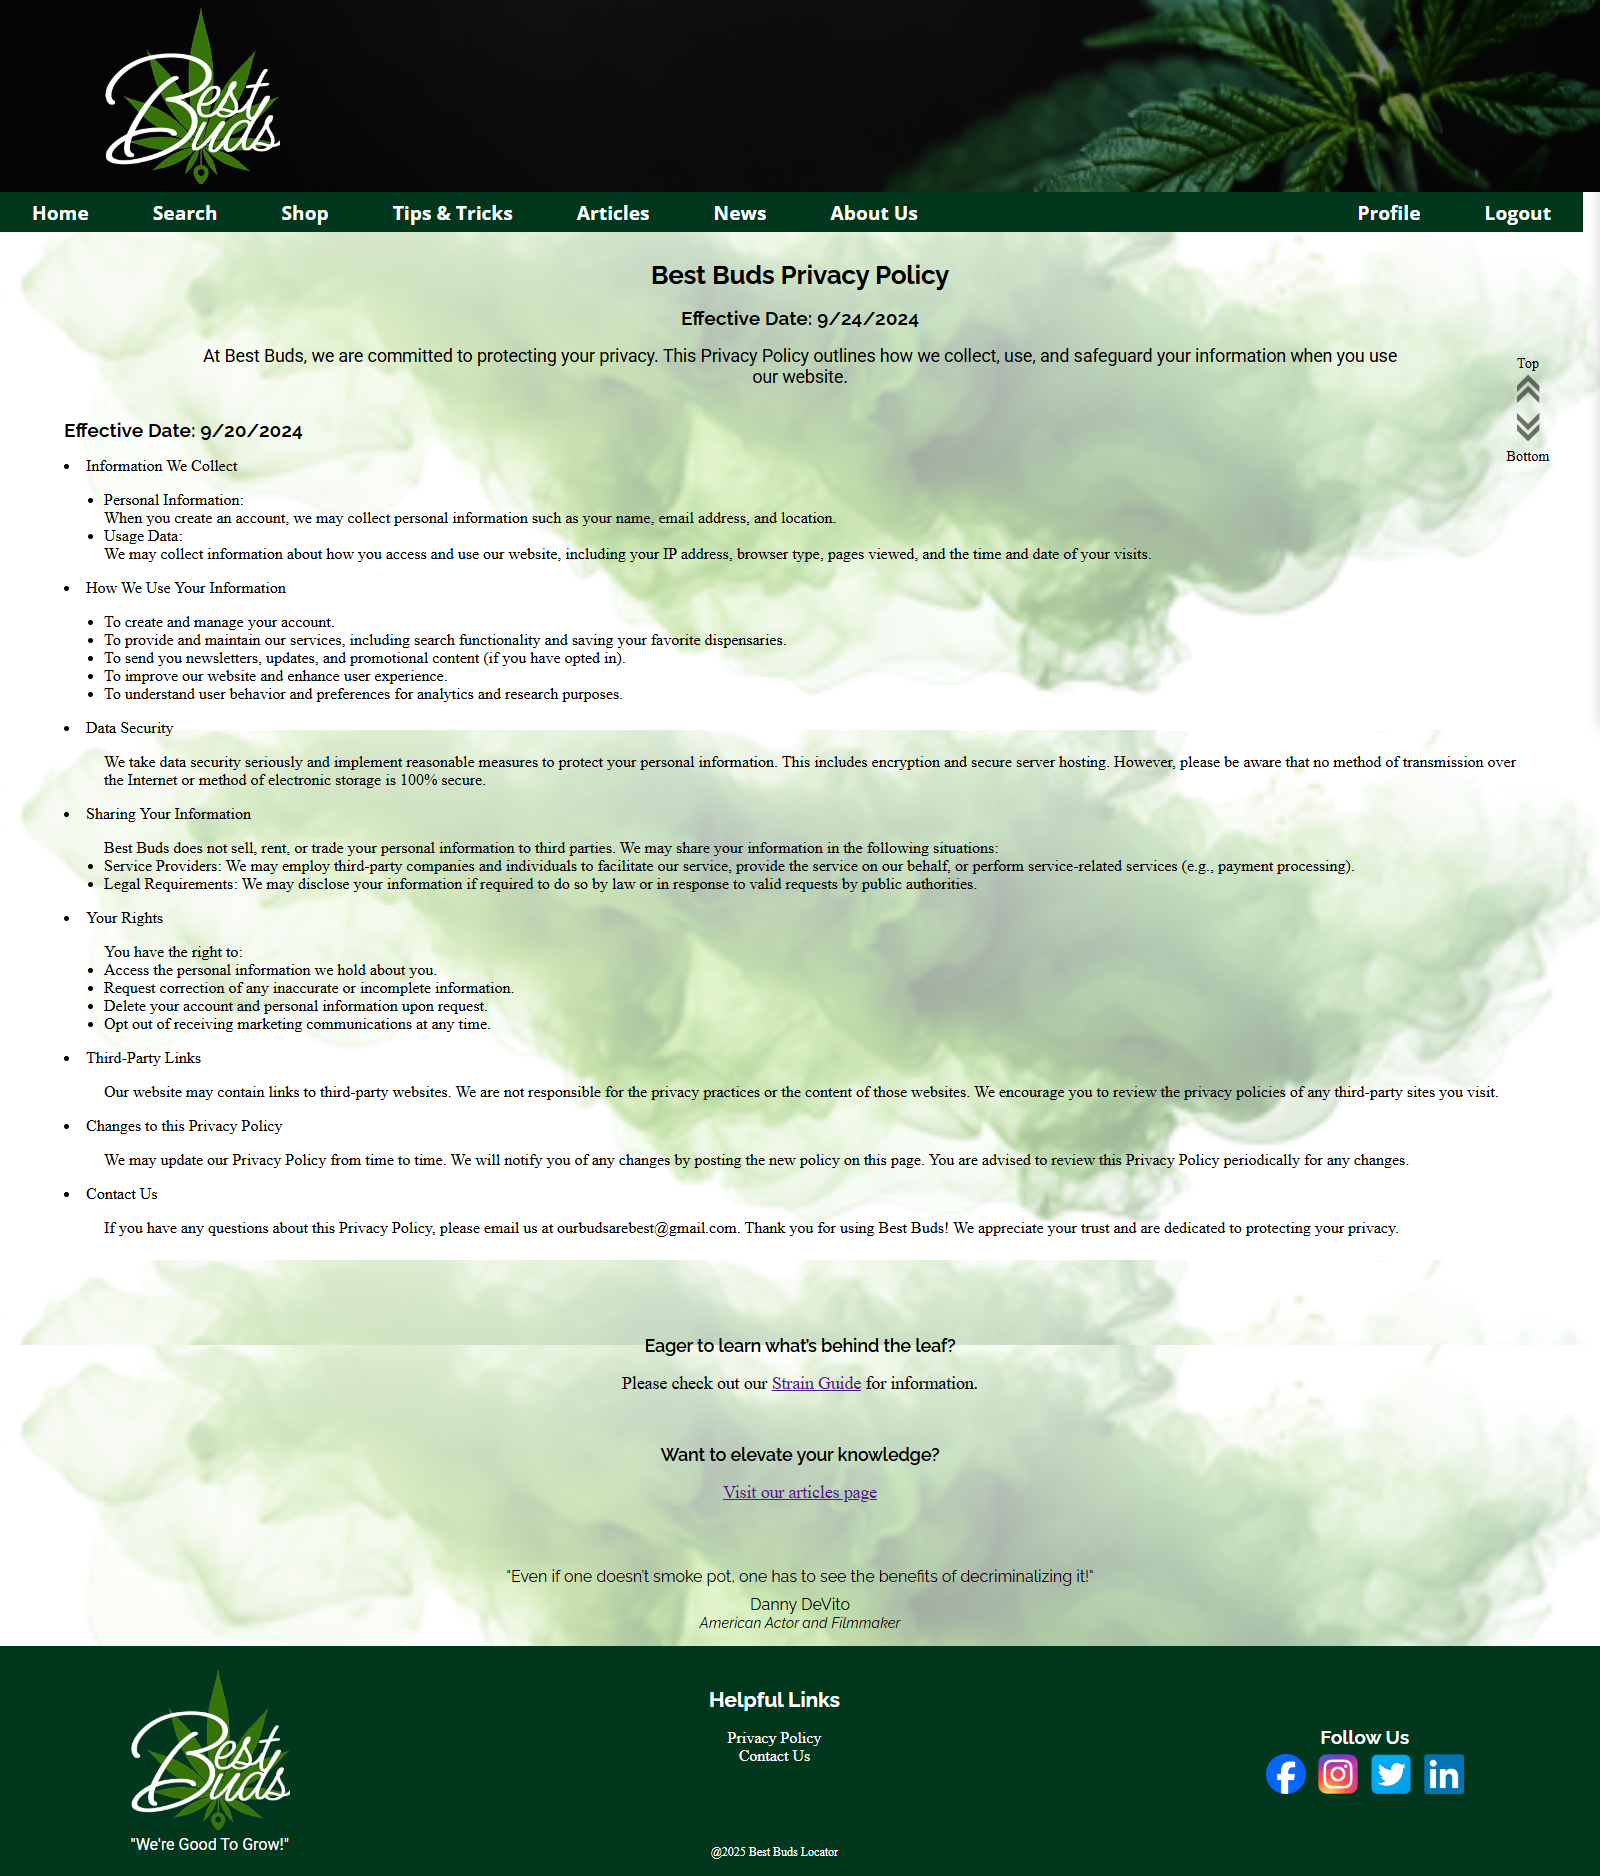 Best
Buds
Home Search Shop Tips & Tricks Articles News About Us Profile Logout
Best Buds Privacy Policy
Effective Date: 9/24/2024
At Best Buds, we are committed to protecting your privacy. This Privacy Policy outlines how we collect, use, and safeguard your information when you use
our website.
Top
Bottom
Effective Date: 9/20/2024
• Information We Collect
• Personal Information:
When you create an account, we may collect personal information such as your name, email address, and location.
• Usage Data:
We may collect information about how you access and use our website, including your IP address, browser type, pages viewed, and the time and date of your visits.
• How We Use Your Information
• To create and manage your account.
• To provide and maintain our services, including search functionality and saving your favorite dispensaries.
• To send you newsletters, updates, and promotional content (if you have opted in).
• To improve our website and enhance user experience.
• To understand user behavior and preferences for analytics and research purposes.
• Data Security
We take data security seriously and implement reasonable measures to protect your personal information. This includes encryption and secure server hosting. However, please be aware that no method of transmission over
the Internet or method of electronic storage is 100% secure.
• Sharing Your Information
Best Buds does not sell, rent, or trade your personal information to third parties. We may share your information in the following situations:
• Service Providers: We may employ third-party companies and individuals to facilitate our service, provide the service on our behalf, or perform service-related services (e.g., payment processing).
• Legal Requirements: We may disclose your information if required to do so by law or in response to valid requests by public authorities.
• Your Rights
You have the right to:
• Access the personal information we hold about you.
• Request correction of any inaccurate or incomplete information.
• Delete your account and personal information upon request.
• Opt out of receiving marketing communications at any time.
• Third-Party Links
Our website may contain links to third-party websites. We are not responsible for the privacy practices or the content of those websites. We encourage you to review the privacy policies of any third-party sites you visit.
• Changes to this Privacy Policy
We may update our Privacy Policy from time to time. We will notify you of any changes by posting the new policy on this page. You are advised to review this Privacy Policy periodically for any changes.
• Contact Us
If you have any questions about this Privacy Policy, please email us at ourbudsarebest@gmail.com. Thank you for using Best Buds! We appreciate your trust and are dedicated to protecting your privacy.
Eager to learn what's behind the leaf?
Please check out our Strain Guide for information.
Want to elevate your knowledge?
Visit our articles page
"Even if one doesn't smoke pot, one has to see the benefits of decriminalizing it!"
Danny DeVito
American Actor and Filmmaker
Best
Buds
"We're Good To Grow!"
Helpful Links
Privacy Policy
Contact Us
@2025 Best Buds Locator
Follow Us